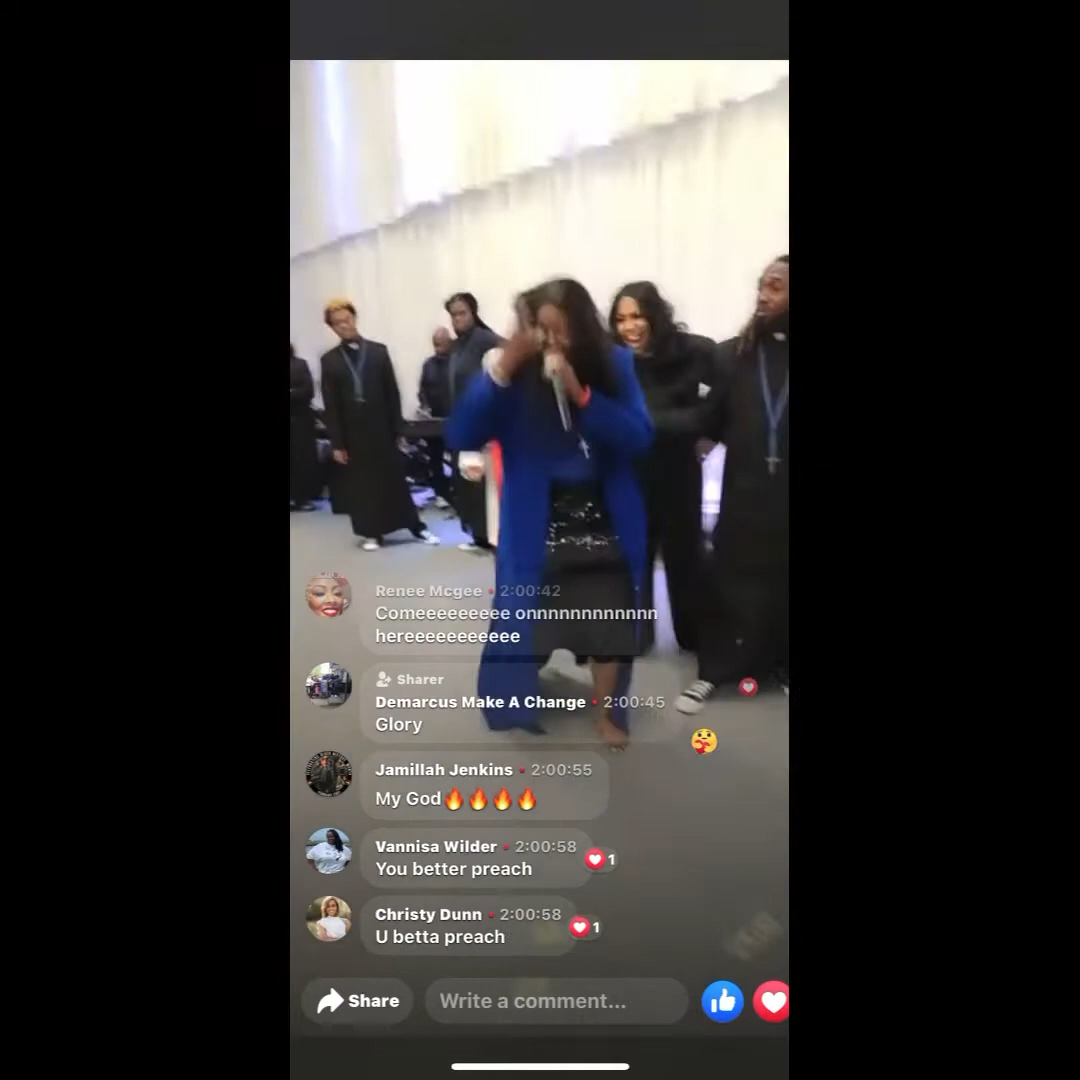 Renee Mcgee • 2:00:42
Comeeeeeeeee onnnnnnnnnnnn
hereeeeeeeeeee
Sharer
Demarcus Make A Change • 2:00:45
Glory
Jamillah Jenkins • 2:00:55
My God🔥🔥🔥🔥
Vannisa Wilder • 2:00:58
You better preach
1
Christy Dunn • 2:00:58
U betta preach
1
Share
Write a comment...